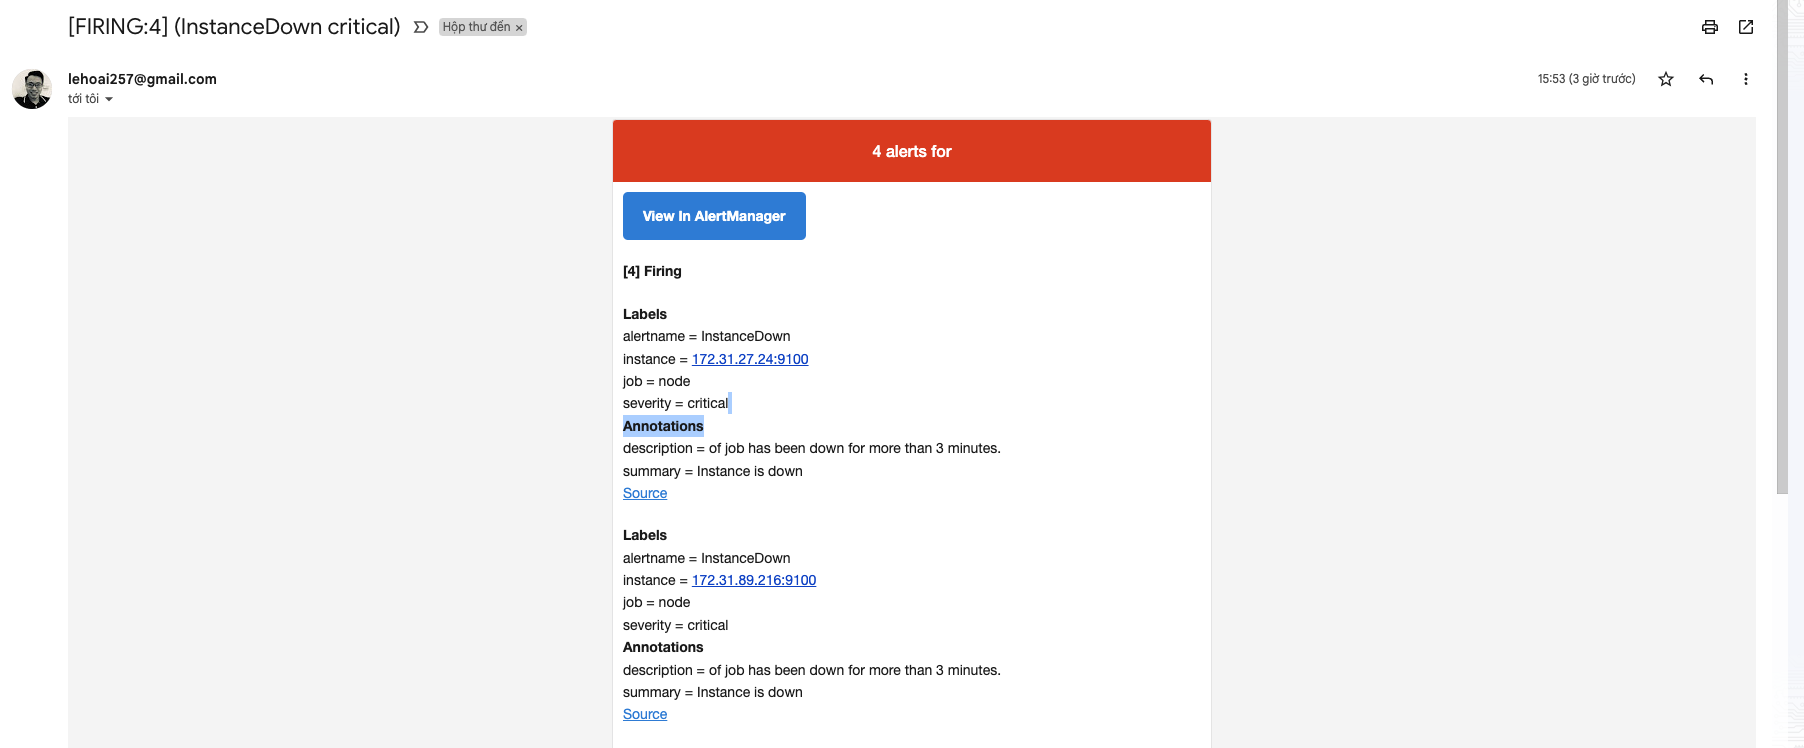 [FIRING:4] (InstanceDown critical) Hộp thư đến ×
lehoai257@gmail.com
15:53 (3 giờ trước)
tới tôi
4 alerts for
View In AlertManager
[4] Firing
Labels
alertname = InstanceDown
instance = 172.31.27.24:9100
job = node
severity = critical
Annotations
description = of job has been down for more than 3 minutes.
summary = Instance is down
Source
Labels
alertname = InstanceDown
instance = 172.31.89.216:9100
job = node
severity = critical
Annotations
description = of job has been down for more than 3 minutes.
summary = Instance is down
Source